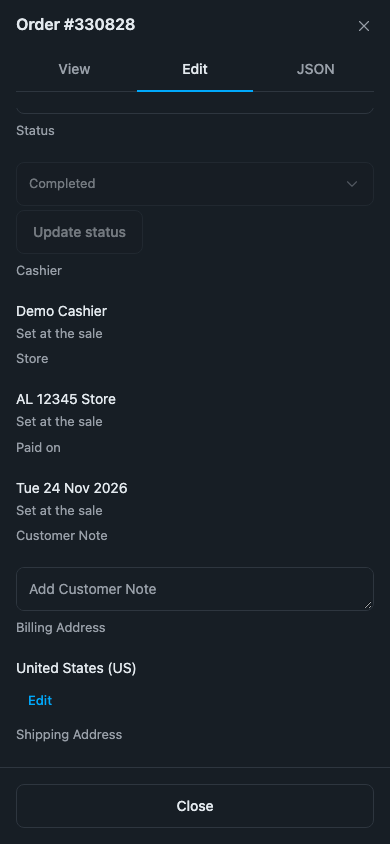 Order #330828
View
Edit
JSON
Status
Completed
Update status
Cashier
Demo Cashier
Set at the sale
Store
AL 12345 Store
Set at the sale
Paid on
Tue 24 Nov 2026
Set at the sale
Customer Note
Add Customer Note
Billing Address
United States (US)
Edit
Shipping Address
Close